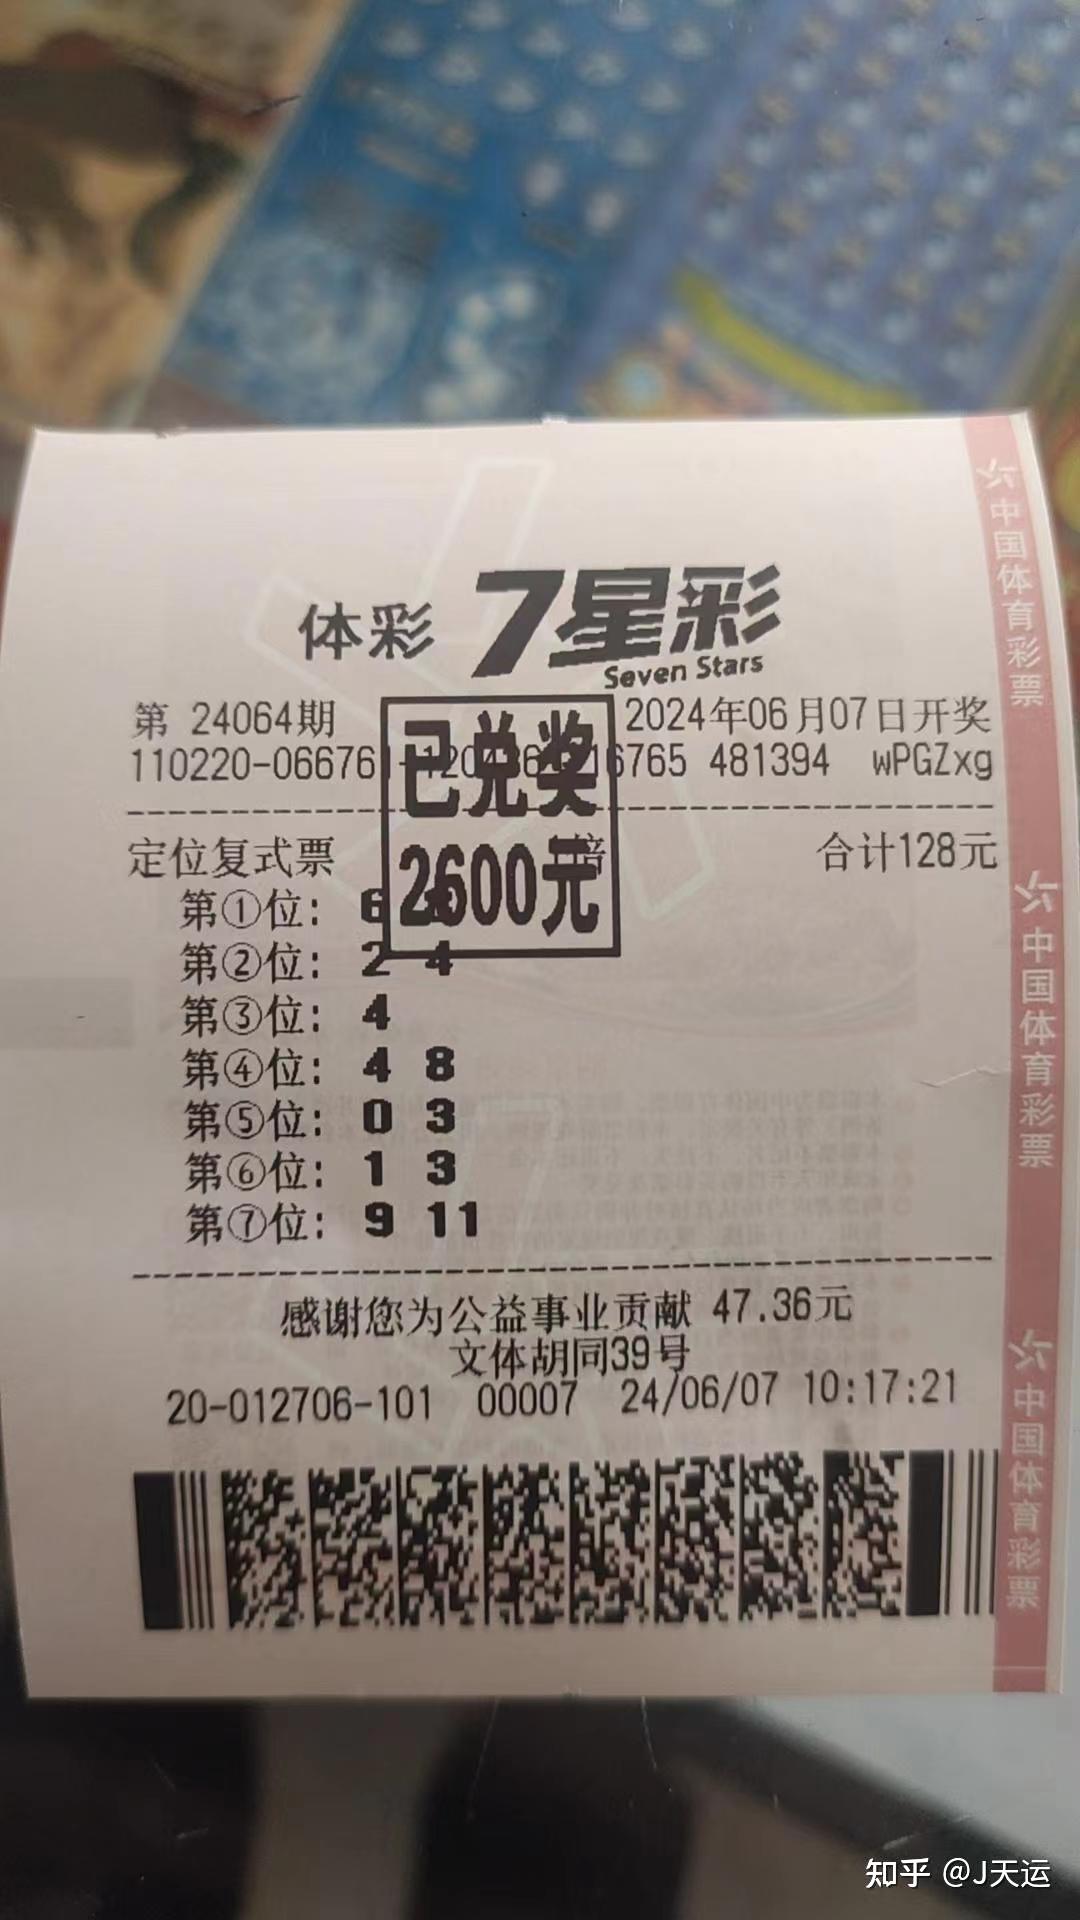 体彩 7星彩
Seven Stars
第 24064期 2024年06月07日开奖
110220-066761- 16765 481394 wPGZxg
已兑奖
2600元
定位复式票 倍 合计128元
第①位: 6
第②位: 2 4
第③位: 4
第④位: 4 8
第⑤位: 0 3
第⑥位: 1 3
第⑦位: 9 11
感谢您为公益事业贡献 47.36元
文体胡同39号
20-012706-101 00007 24/06/07 10:17:21
中国体育彩票
中国体育彩票
中国体育彩票
知乎 @J天运